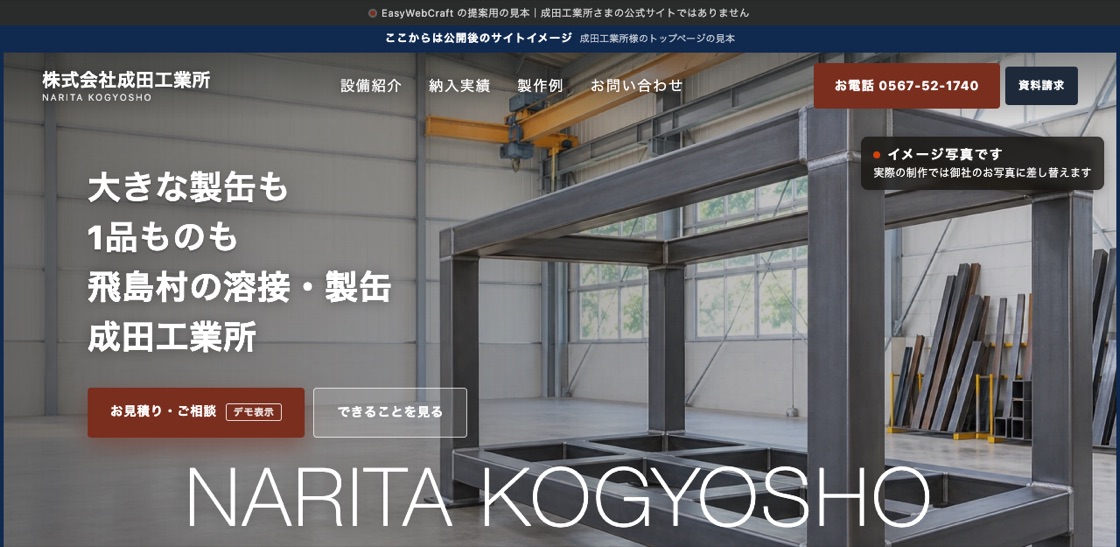 EasyWebCraft の提案用の見本｜成田工業所さまの公式サイトではありません
ここからは公開後のサイトイメージ 成田工業所様のトップページの見本
株式会社成田工業所
NARITA KOGYOSHO
設備紹介 納入実績 製作例 お問い合わせ
お電話 0567-52-1740
資料請求
イメージ写真です
実際の制作では御社のお写真に差し替えます
大きな製缶も
1品ものも
飛島村の溶接・製缶
成田工業所
お見積り・ご相談 デモ表示
できることを見る
NARITA KOGYOSHO